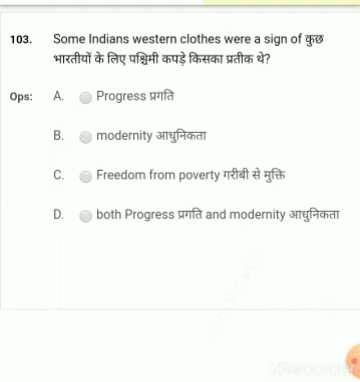 103. Some Indians western clothes were a sign of कुछ
भारतीयों के लिए पश्चिमी कपड़े किसका प्रतीक थे?
Ops: A. Progress प्रगति
B. modernity आधुनिकता
C. Freedom from poverty गरीबी से मुक्ति
D. both Progress प्रगति and modernity आधुनिकता